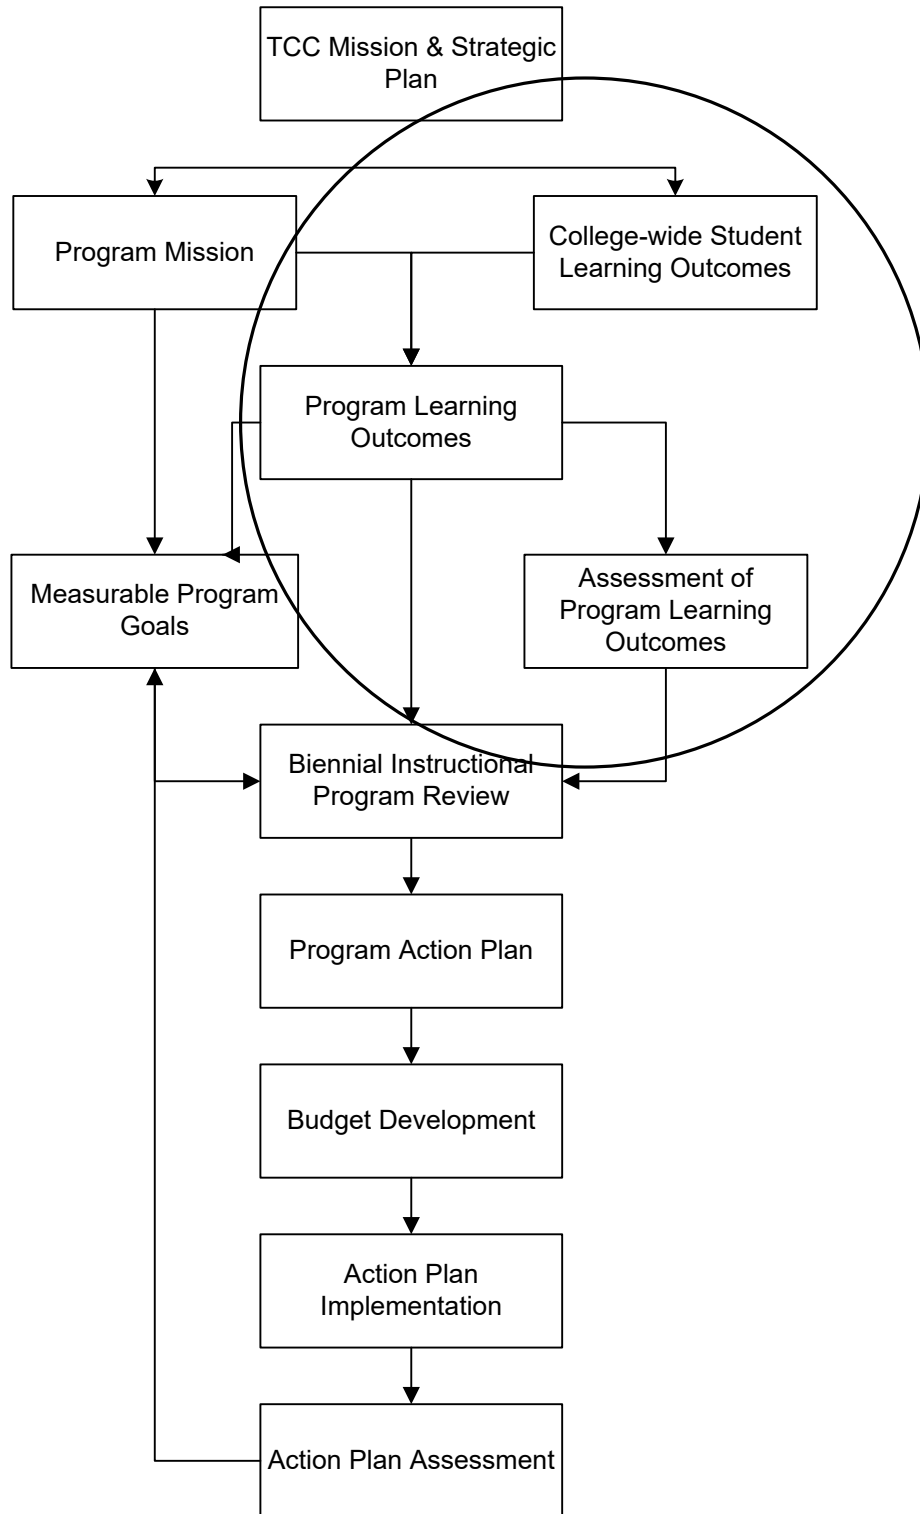 TCC Mission & Strategic
Plan
Program Mission
College-wide Student
Learning Outcomes
Program Learning
Outcomes
Measurable Program
Goals
Assessment of
Program Learning
Outcomes
Biennial Instructional
Program Review
Program Action Plan
Budget Development
Action Plan
Implementation
Action Plan Assessment